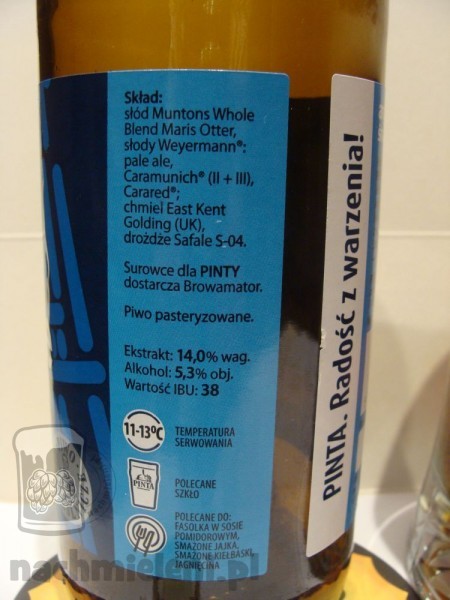 Skład:
słód Muntons Whole
Blend Maris Otter,
słody Weyermann®:
pale ale,
Caramunich® (II + III),
Carared®;
chmiel East Kent
Golding (UK),
drożdże Safale S-04.
Surowce dla PINTY
dostarcza Browamator.
Piwo pasteryzowane.
Ekstrakt: 14,0% wag.
Alkohol: 5,3% obj.
Wartość IBU: 38
11-13ºC
TEMPERATURA
SERWOWANIA
PINTA
POLECANE
SZKŁO
POLECANE DO:
FASOLKA W SOSIE
POMIDOROWYM,
SMAŻONE JAJKA,
SMAŻONE KIEŁBASKI,
JAGNIĘCINA
PINTA. Radość z warzenia!
nachmieleni.pl